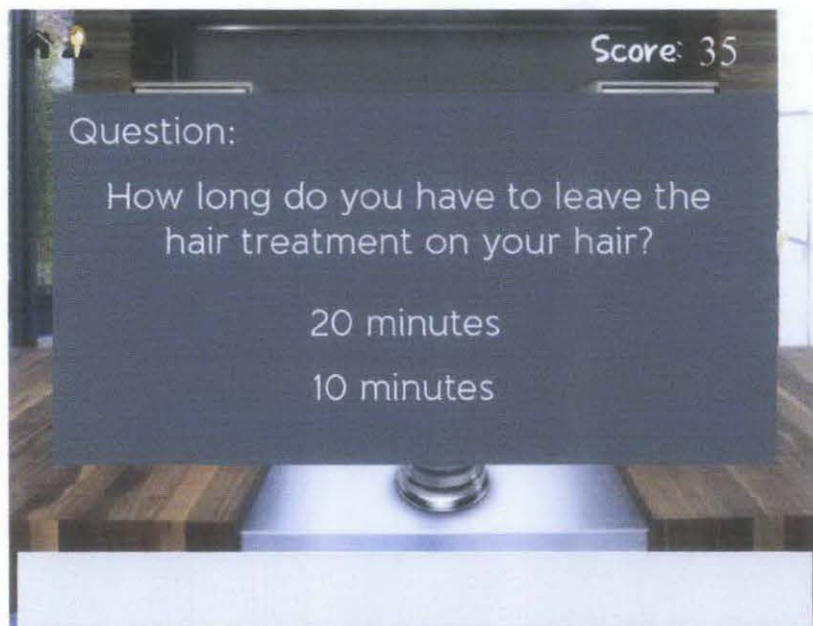 Score: 35
Question:
How long do you have to leave the
hair treatment on your hair?
20 minutes
10 minutes